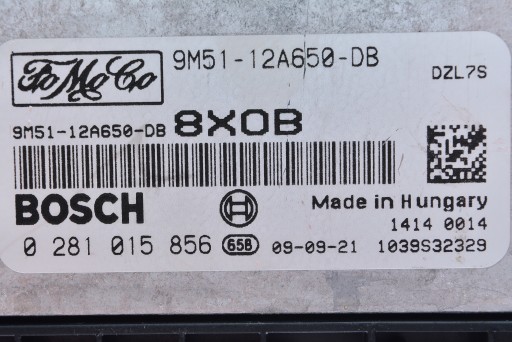 FoMoCo
9M51-12A650-DB
DZL7S
9M51-12A650-DB 8X0B
BOSCH
Made in Hungary
1414 0014
0 281 015 856 658 09-09-21 1039S32329